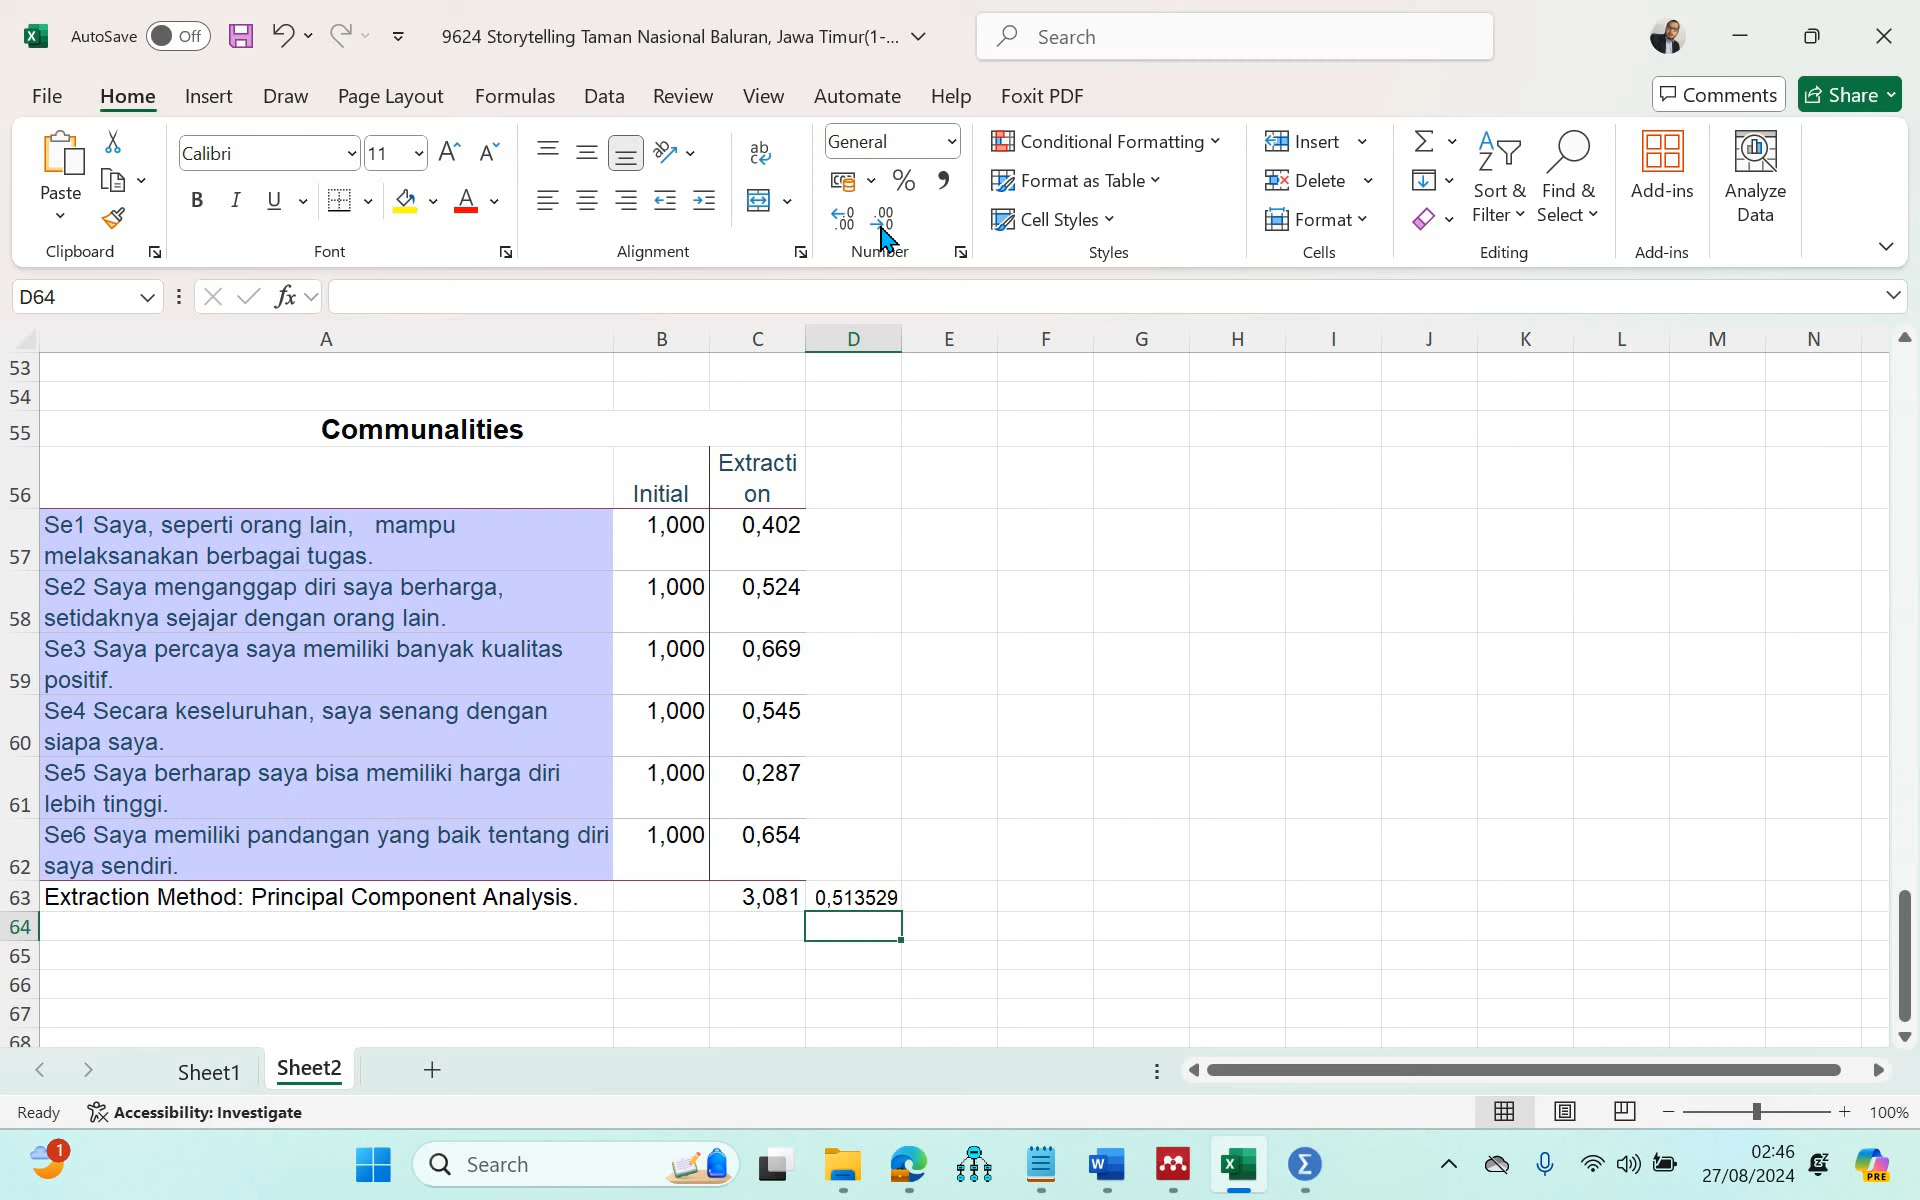 AutoSave Off 9624 Storytelling Taman Nasional Baluran, Jawa Timur(1-... Search
File Home Insert Draw Page Layout Formulas Data Review View Automate Help Foxit PDF Comments Share
Paste
Clipboard
Calibri 11
B I U A
Font
ab
Alignment
General
% 9
Number
Conditional Formatting
Format as Table
Cell Styles
Styles
Insert
Delete
Format
Cells
Sort & Filter
Find & Select
Editing
Add-ins
Add-ins
Analyze Data
D64 fx
A B C D E F G H I J K L M N
53
54
55 Communalities
56 Initial Extracti on
57 Se1 Saya, seperti orang lain, mampu melaksanakan berbagai tugas. 1,000 0,402
58 Se2 Saya menganggap diri saya berharga, setidaknya sejajar dengan orang lain. 1,000 0,524
59 Se3 Saya percaya saya memiliki banyak kualitas positif. 1,000 0,669
60 Se4 Secara keseluruhan, saya senang dengan siapa saya. 1,000 0,545
61 Se5 Saya berharap saya bisa memiliki harga diri lebih tinggi. 1,000 0,287
62 Se6 Saya memiliki pandangan yang baik tentang diri saya sendiri. 1,000 0,654
63 Extraction Method: Principal Component Analysis. 3,081 0,513529
64
65
66
67
68
Sheet1 Sheet2
Ready Accessibility: Investigate 100%
1 Search 02:46
27/08/2024
PRE